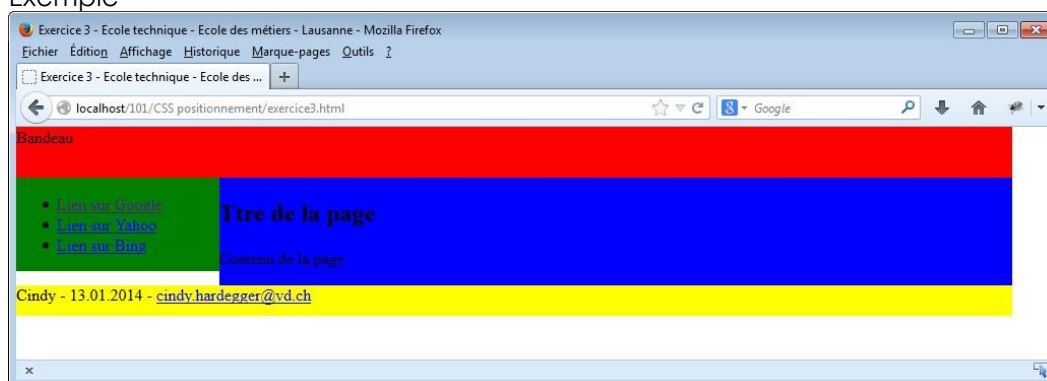 Exemple
Exercice 3 - Ecole technique - Ecole des métiers - Lausanne - Mozilla Firefox
Fichier Édition Affichage Historique Marque-pages Outils ?
Exercice 3 - Ecole technique - Ecole des ... +
localhost/101/CSS positionnement/exercice3.html
8 Google
Bandeau
Lien sur Google
Lien sur Yahoo
Lien sur Bing
Ttre de la page
Contenu de la page
Cindy - 13.01.2014 - cindy.hardegger@vd.ch
x